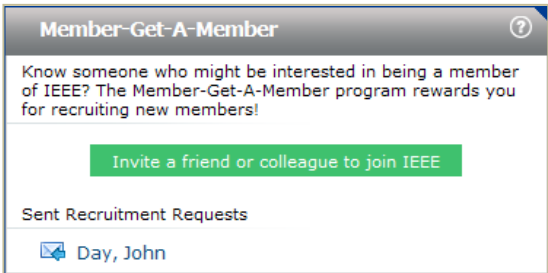 Member-Get-A-Member
?
Know someone who might be interested in being a member
of IEEE? The Member-Get-A-Member program rewards you
for recruiting new members!
Invite a friend or colleague to join IEEE
Sent Recruitment Requests
Day, John